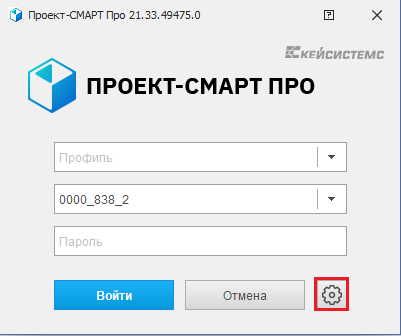 Проект-СМАРТ Про 21.33.49475.0
КЕЙСИСТЕМС
ПРОЕКТ-СМАРТ ПРО
Профиль
0000_838_2
Пароль
Войти
Отмена